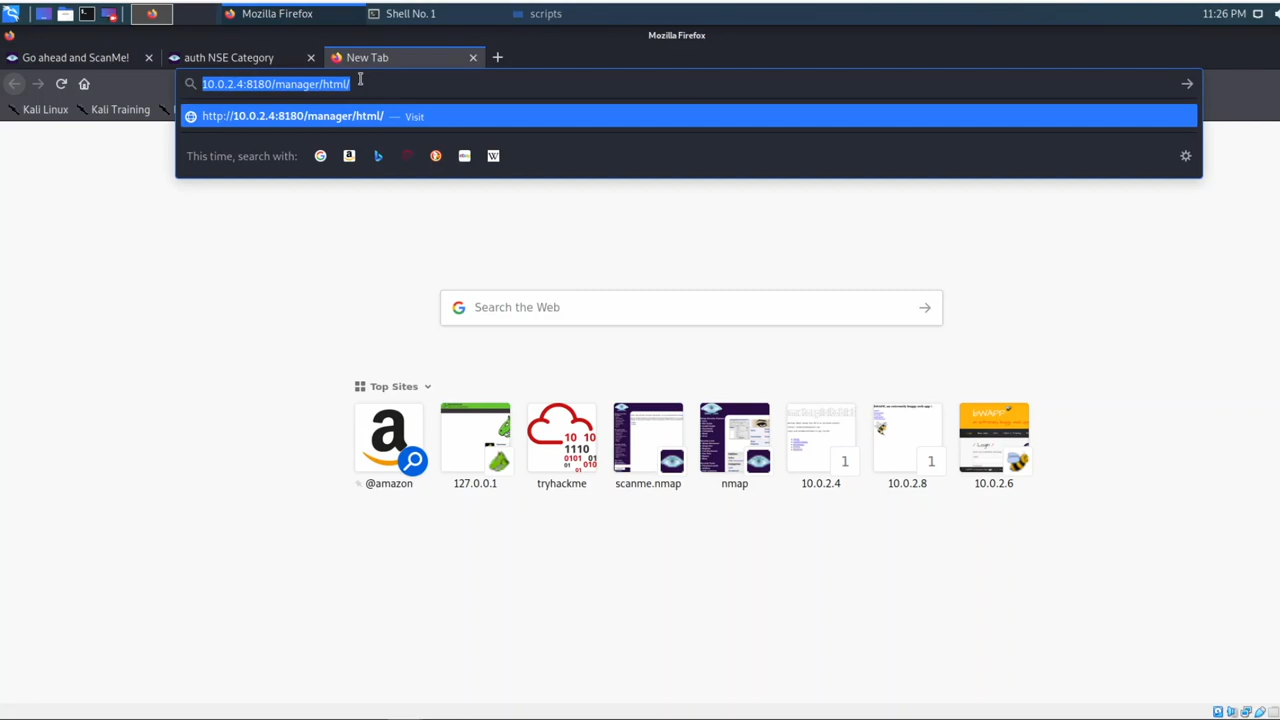 Mozilla Firefox
Shell No. 1
scripts
11:26 PM
Mozilla Firefox
Go ahead and ScanMe!
auth NSE Category
New Tab
10.0.2.4:8180/manager/html/
Kali Linux
Kali Training
http://10.0.2.4:8180/manager/html/ — Visit
This time, search with:
Search the Web
Top Sites
@amazon
127.0.0.1
tryhackme
scanme.nmap
nmap
1
10.0.2.4
1
10.0.2.8
bWAPP
10.0.2.6